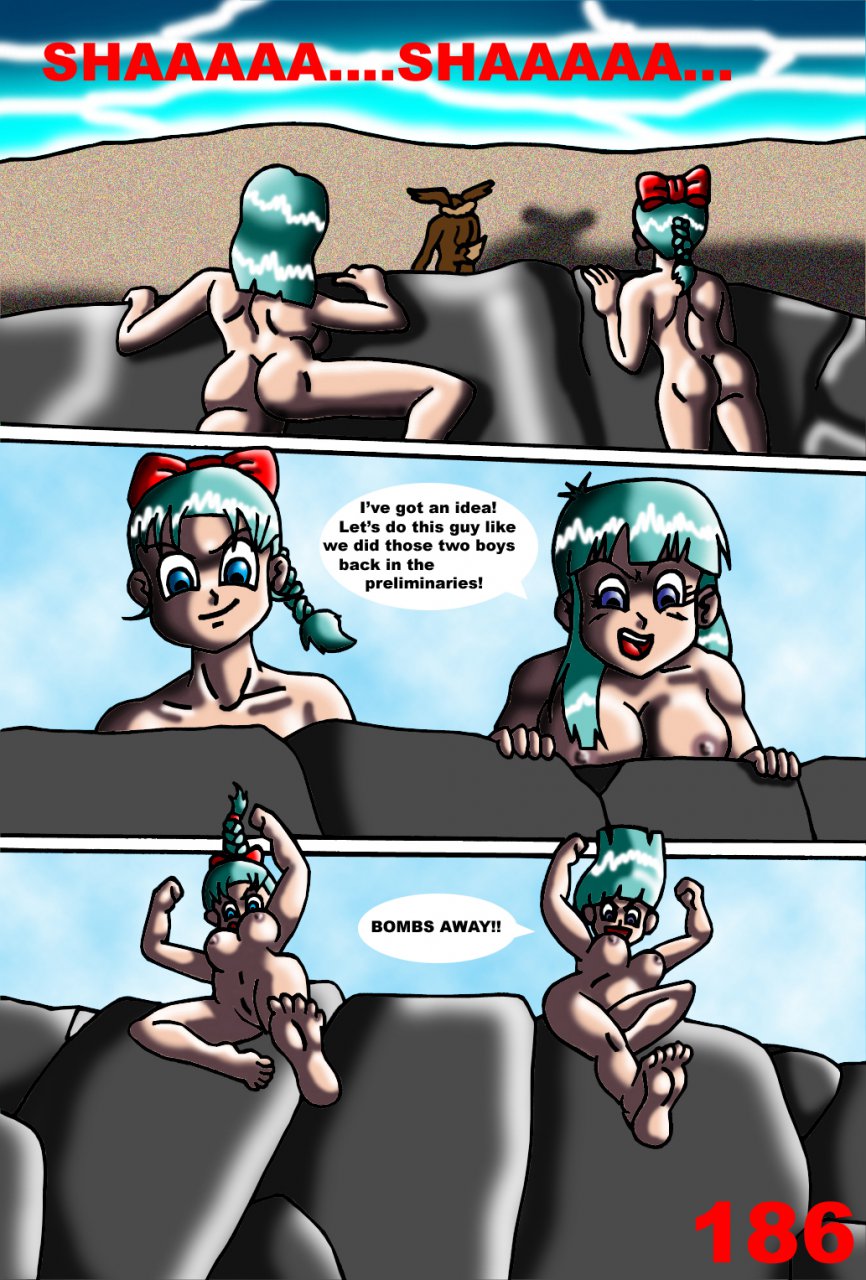 SHAAAAA....SHAAAAA...
I've got an idea!
Let's do this guy like
we did those two boys
back in the
preliminaries!
BOMBS AWAY!!
186